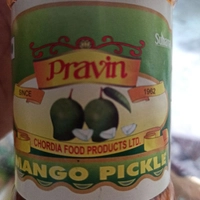 Pravin
SINCE 1962
CHORDIA FOOD PRODUCTS LTD.
MANGO PICKLE